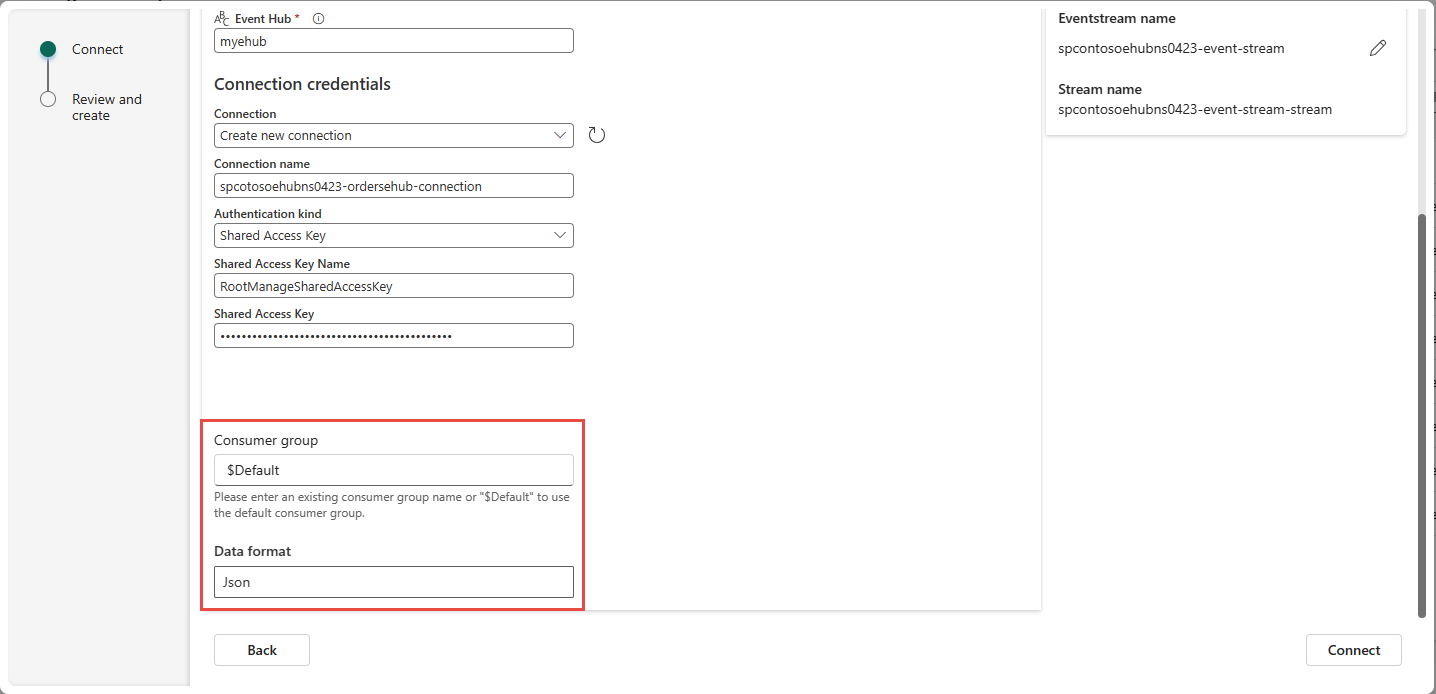 Connect
Review and
create
Event Hub *
myehub
Connection credentials
Connection
Create new connection
Connection name
spcotosoehubns0423-ordersehub-connection
Authentication kind
Shared Access Key
Shared Access Key Name
RootManageSharedAccessKey
Shared Access Key
••••••••••••••••••••••••••••••••••••••••••••
Consumer group
$Default
Please enter an existing consumer group name or "$Default" to use
the default consumer group.
Data format
Json
Back
Connect
Eventstream name
spcontosoehubns0423-event-stream
Stream name
spcontosoehubns0423-event-stream-stream